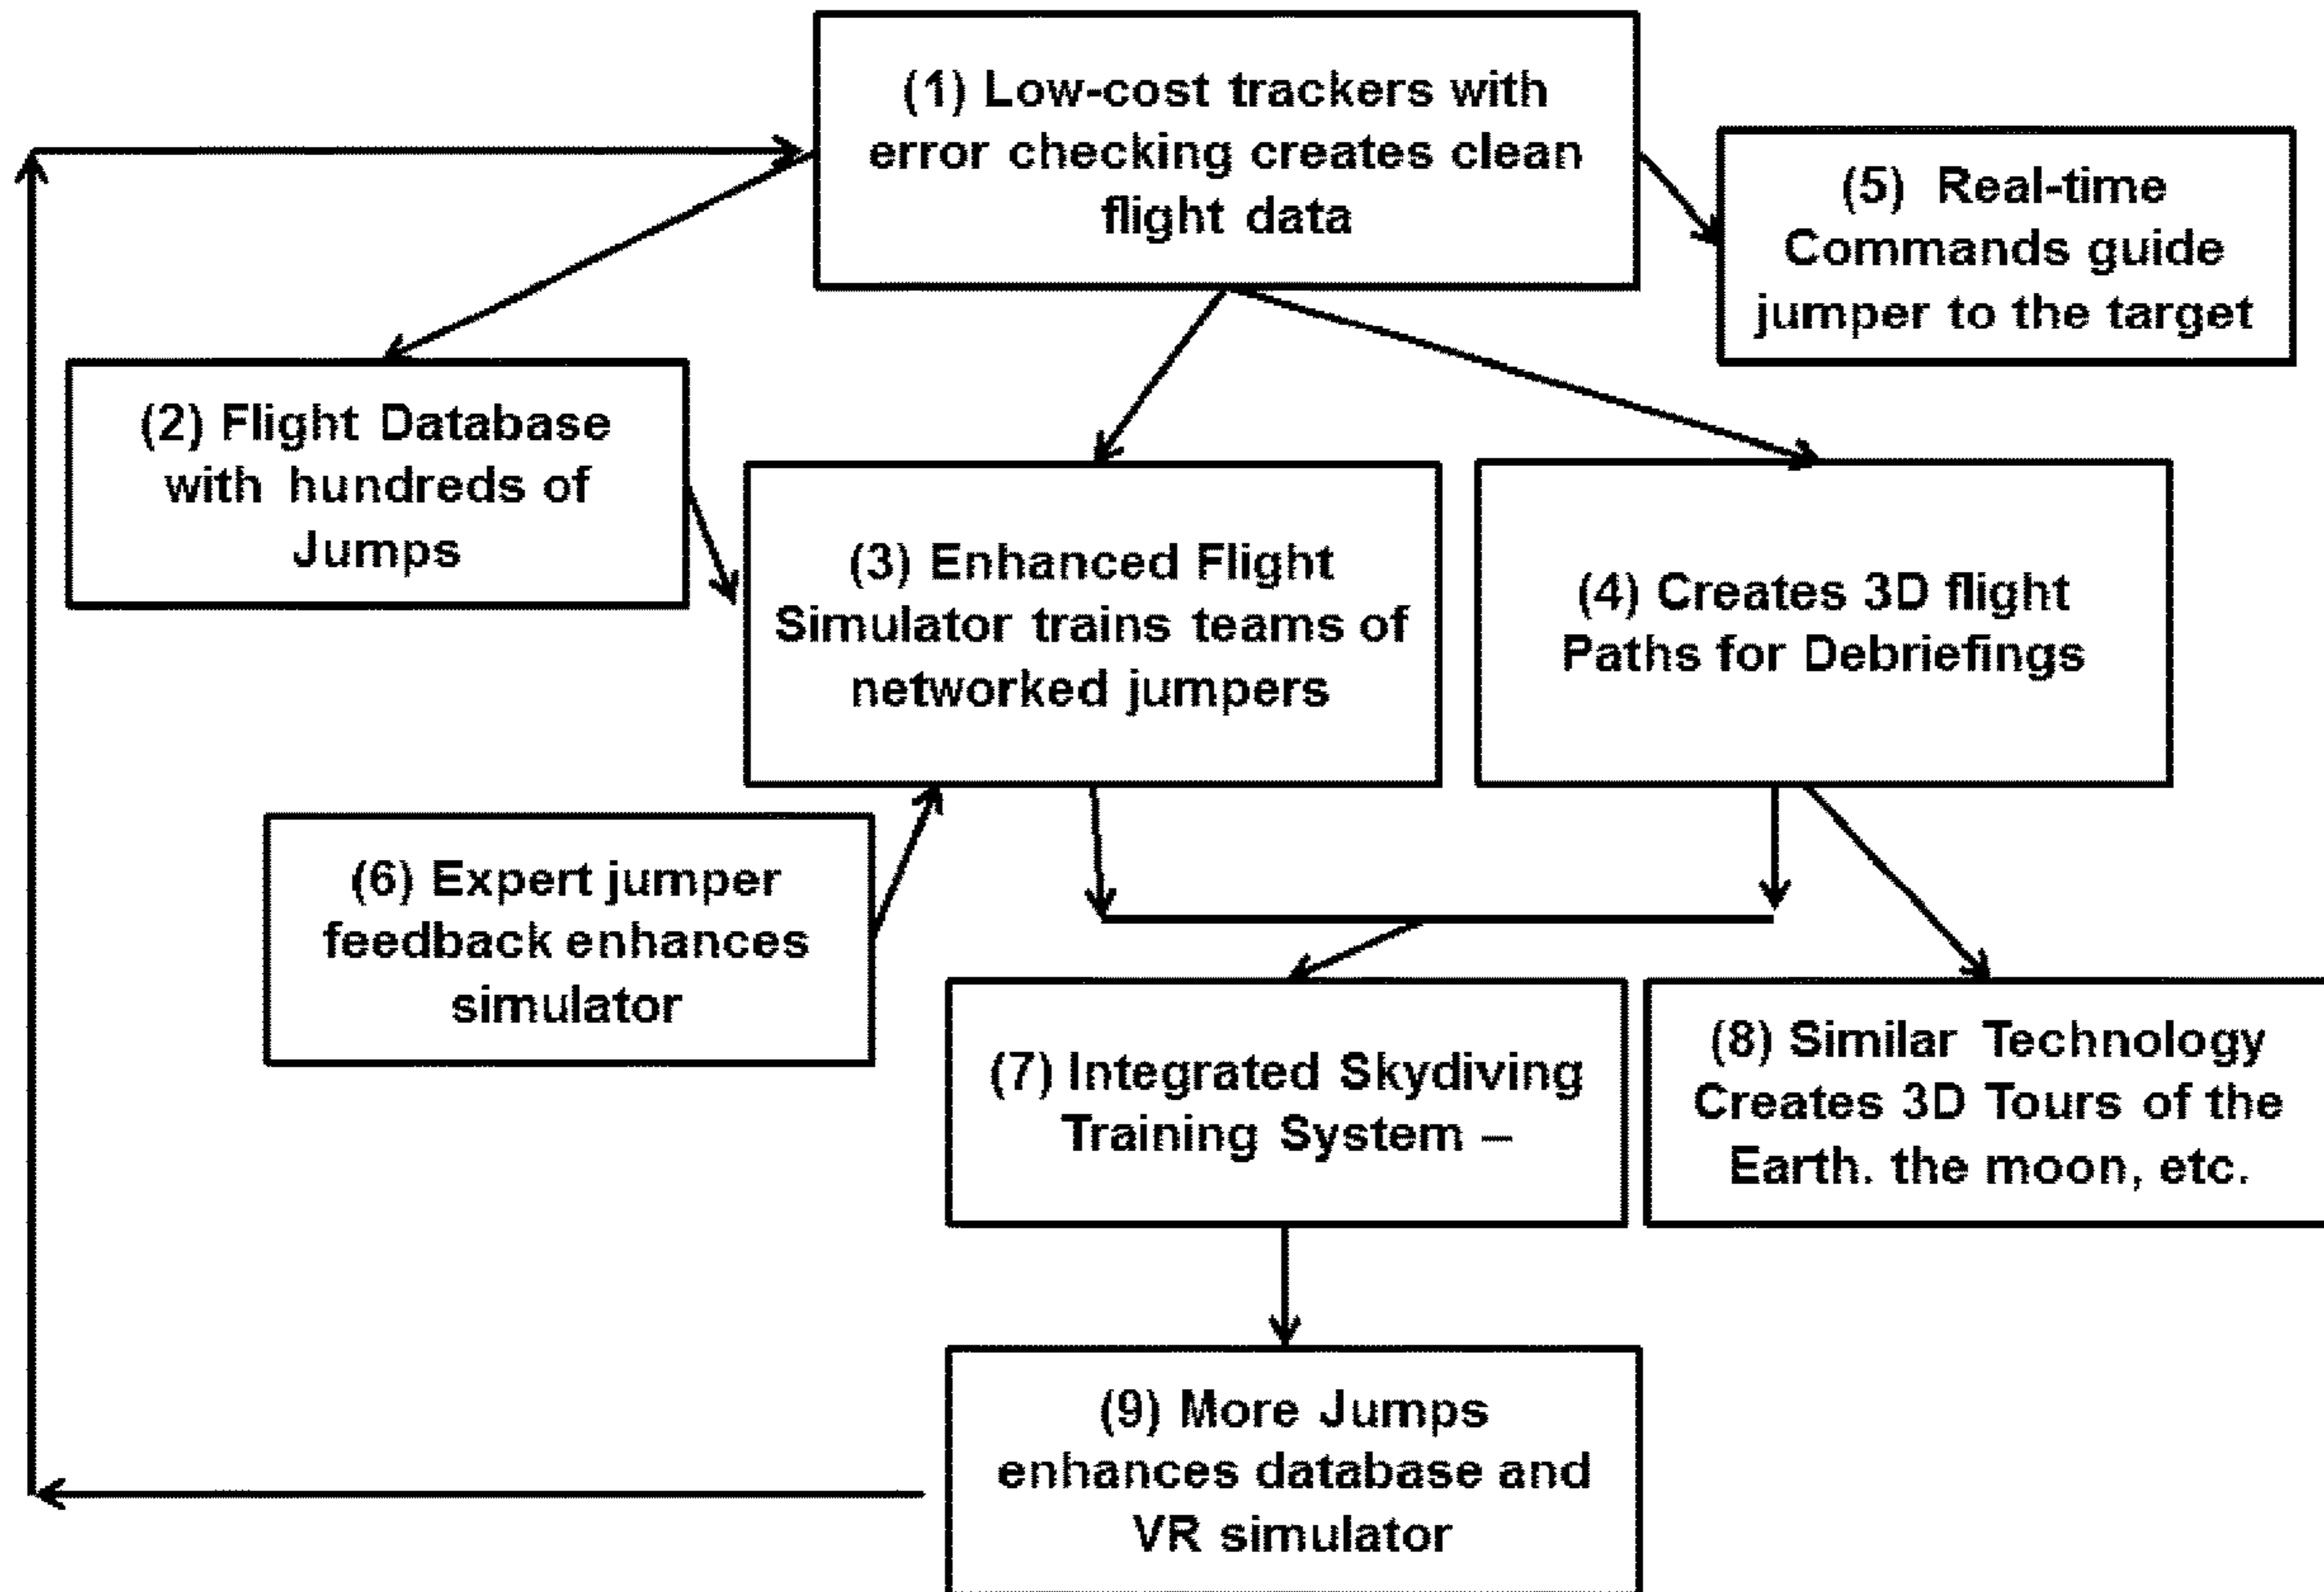 (1) Low-cost trackers with
error checking creates clean
flight data
(5) Real-time
Commands guide
jumper to the target
(2) Flight Database
with hundreds of
Jumps
(3) Enhanced Flight
Simulator trains teams of
networked jumpers
(4) Creates 3D flight
Paths for Debriefings
(6) Expert jumper
feedback enhances
simulator
(7) Integrated Skydiving
Training System –
(8) Similar Technology
Creates 3D Tours of the
Earth. the moon, etc.
(9) More Jumps
enhances database and
VR simulator